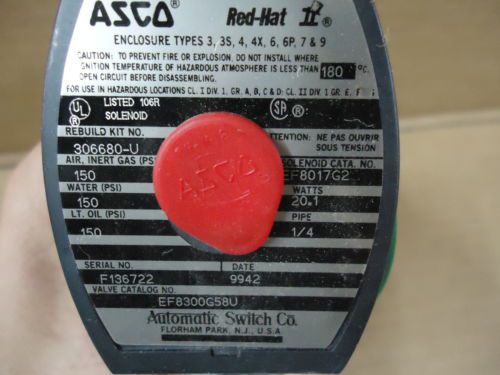 ASCO® Red-Hat II®
ENCLOSURE TYPES 3, 3S, 4, 4X, 6, 6P, 7 & 9
CAUTION: TO PREVENT FIRE OR EXPLOSION, DO NOT INSTALL WHERE
IGNITION TEMPERATURE OF HAZARDOUS ATMOSPHERE IS LESS THAN 180 °C.
OPEN CIRCUIT BEFORE DISASSEMBLING.
FOR USE IN HAZARDOUS LOCATIONS CL. I DIV. 1, GR. A, B, C & D: CL. II DIV. 1 GR. E, F
UL® LISTED 106R SA®
SOLENOID
REBUILD KIT NO. ATTENTION: NE PAS OUVRIR
306680-U SOUS TENSION
AIR, INERT GAS (PSI) SOLENOID CATA. NO.
150 EF8017G2
WATER (PSI) WATTS
150 20.1
LT. OIL (PSI) PIPE
150 1/4
ASCO
SERIAL NO. DATE
F136722 9942
VALVE CATALOG NO.
EF8300G58U
Automatic Switch Co.
FLORHAM PARK, N.J., U.S.A.